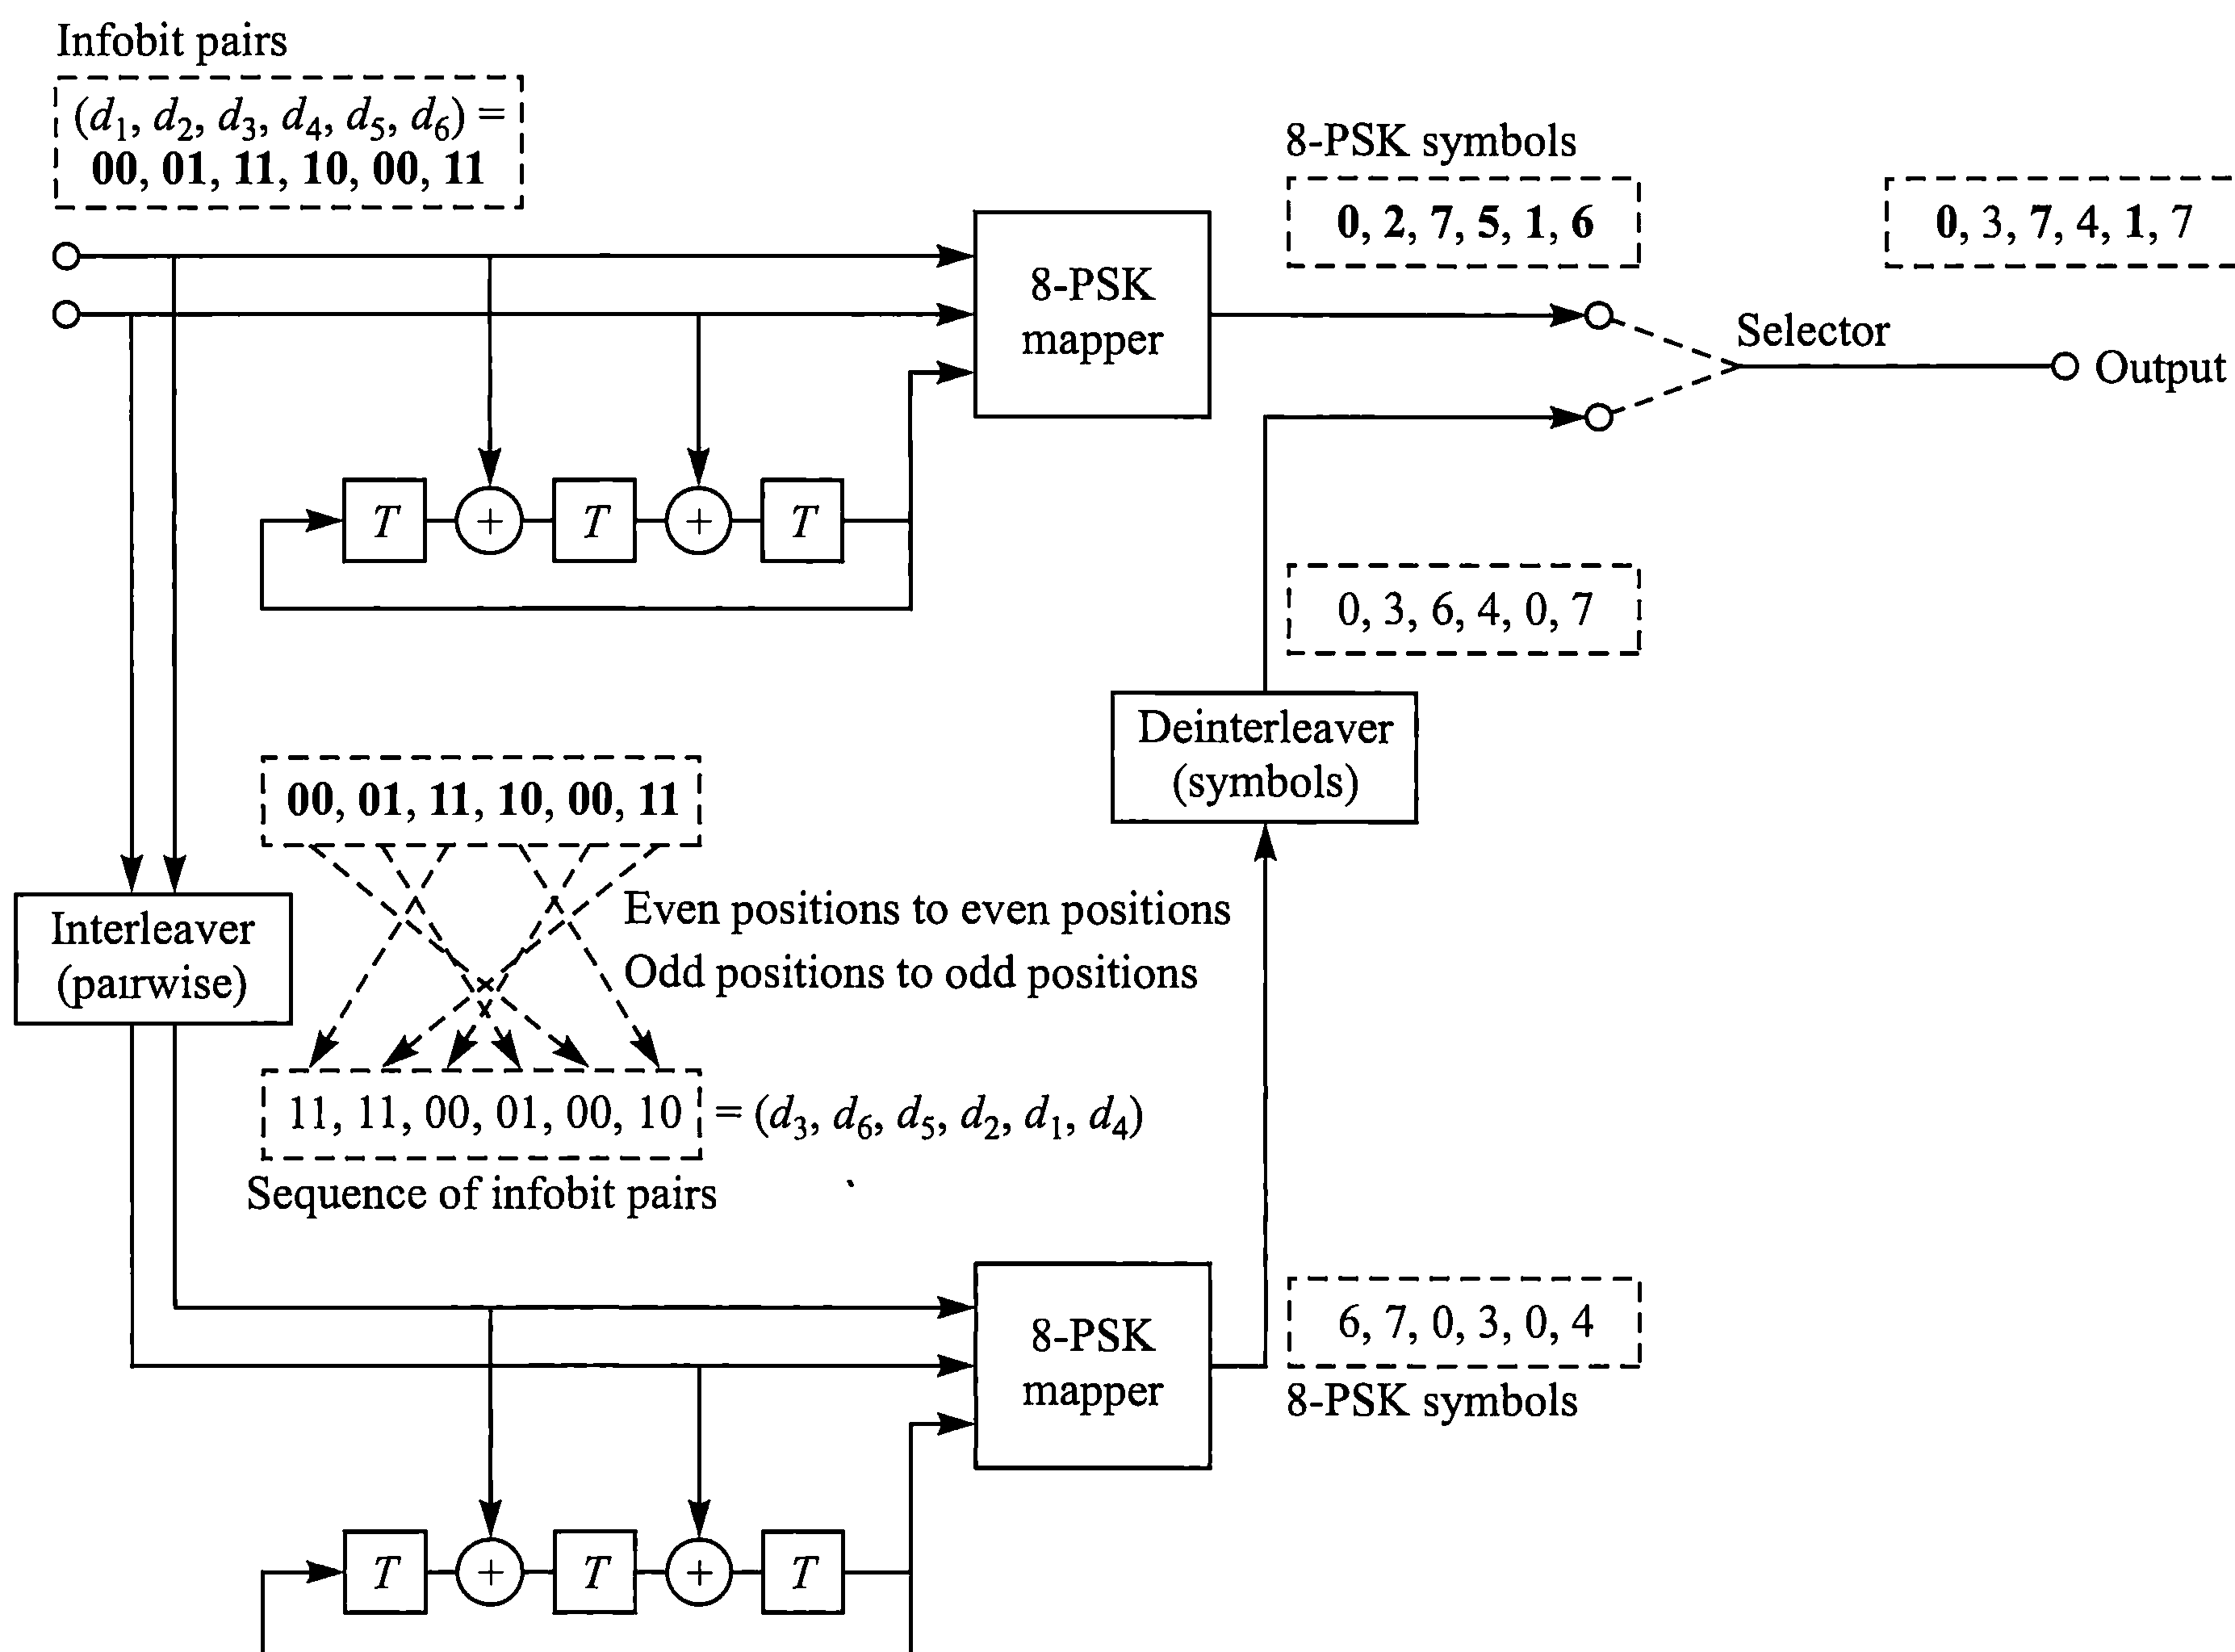 Infobit pairs
(d1, d2, d3, d4, d5, d6) =
00, 01, 11, 10, 00, 11
8-PSK symbols
0, 2, 7, 5, 1, 6
0, 3, 7, 4, 1, 7
8-PSK
mapper
Selector
Output
T + T + T
0, 3, 6, 4, 0, 7
Deinterleaver
(symbols)
00, 01, 11, 10, 00, 11
Interleaver
(pairwise)
Even positions to even positions
Odd positions to odd positions
11, 11, 00, 01, 00, 10 = (d3, d6, d5, d2, d1, d4)
Sequence of infobit pairs
8-PSK
mapper
6, 7, 0, 3, 0, 4
8-PSK symbols
T + T + T